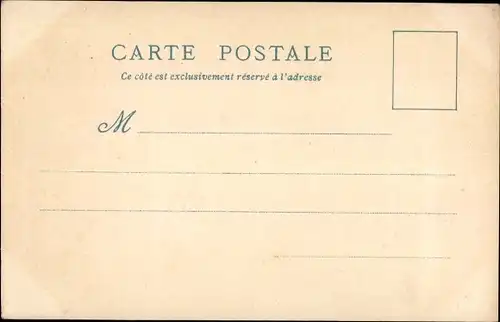 CARTE POSTALE
Ce côté est exclusivement réservé à l'adresse
M